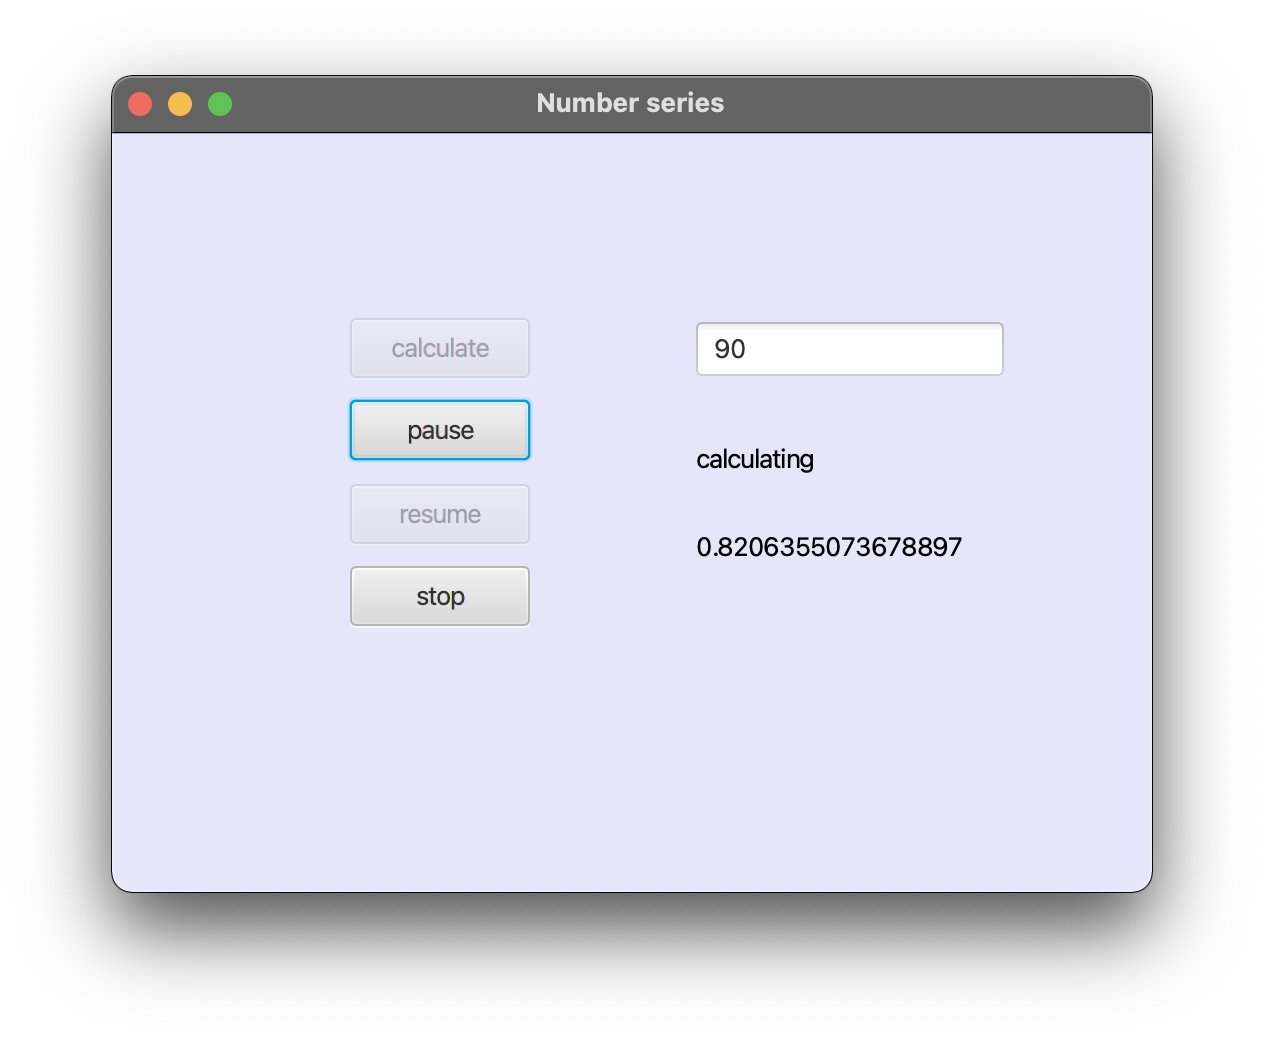 Number series
calculate
90
pause
calculating
resume
0.8206355073678897
stop